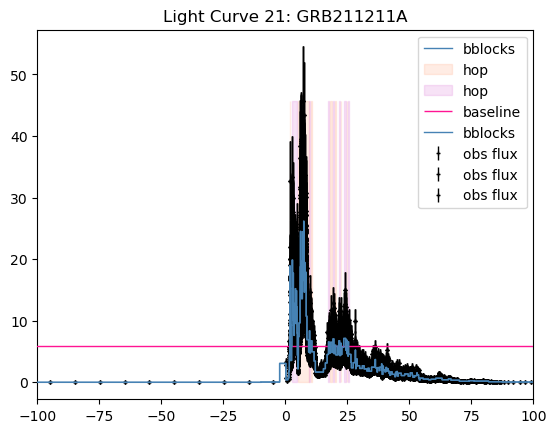 Light Curve 21: GRB211211A
bblocks
hop
hop
baseline
bblocks
obs flux
obs flux
obs flux
50
40
30
20
10
0
−100 −75 −50 −25 0 25 50 75 100